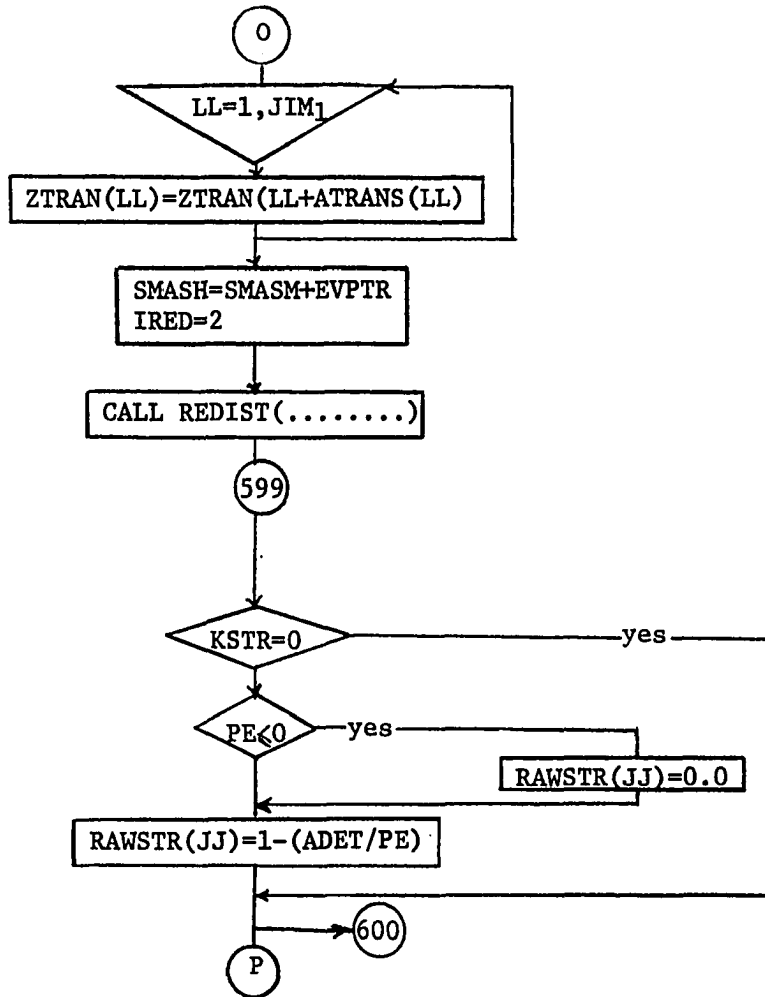 O
LL=1,JIM1
ZTRAN(LL)=ZTRAN(LL+ATRANS(LL)
SMASH=SMASM+EVPTR
IRED=2
CALL REDIST(........)
599
KSTR=0
yes
PE≤0
yes
RAWSTR(JJ)=0.0
RAWSTR(JJ)=1-(ADET/PE)
600
P